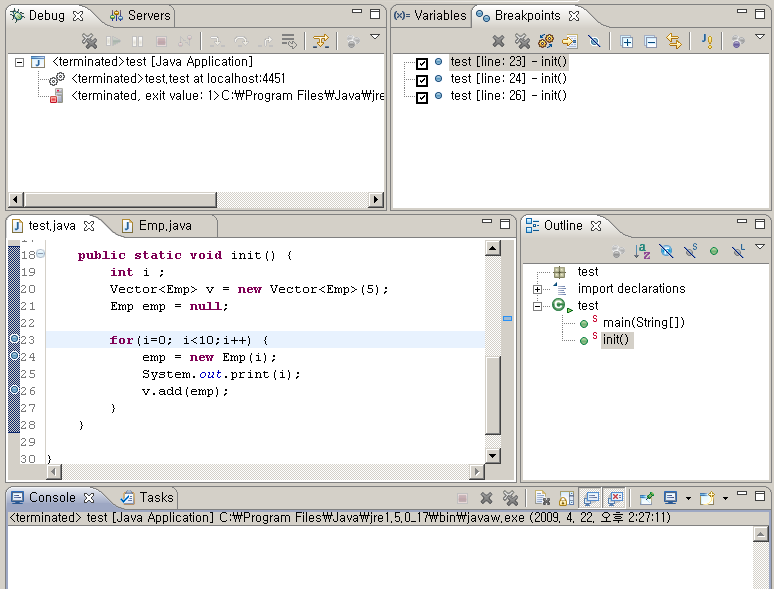 Debug
Servers
<terminated>test [Java Application]
<terminated>test,test at localhost:4451
<terminated, exit value: 1>C:₩Program Files₩Java₩jre
Variables
Breakpoints
test [line: 23] - init()
test [line: 24] - init()
test [line: 26] - init()
test.java
Emp.java
18 public static void init() {
19 int i ;
20 Vector<Emp> v = new Vector<Emp>(5);
21 Emp emp = null;
22
23 for(i=0; i<10;i++) {
24 emp = new Emp(i);
25 System.out.print(i);
26 v.add(emp);
27 }
28 }
29
30 }
Outline
test
import declarations
test
main(String[])
init()
Console
Tasks
<terminated> test [Java Application] C:₩Program Files₩Java₩jre1.5.0_17₩bin₩javaw.exe (2009. 4. 22. 오후 2:27:11)